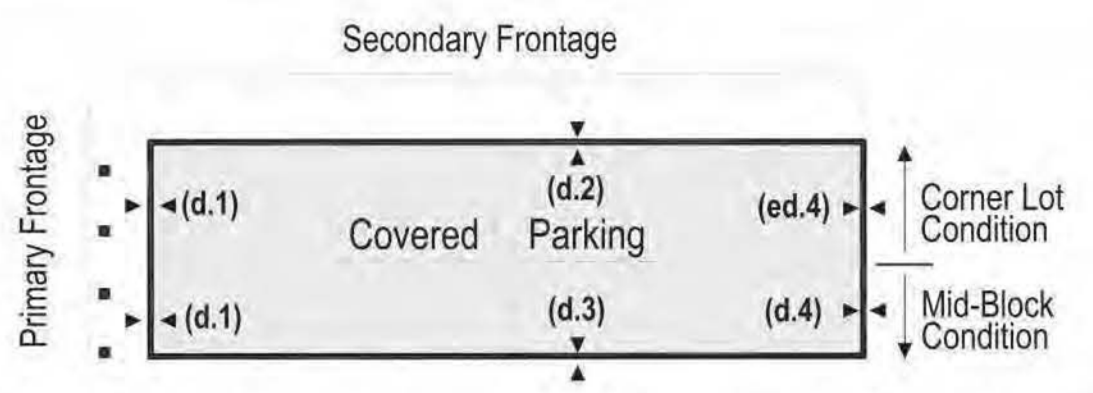 Secondary Frontage
Primary Frontage
(d.1)
(d.2)
(ed.4)
Corner Lot
Condition
Covered Parking
(d.1)
(d.3)
(d.4)
Mid-Block
Condition